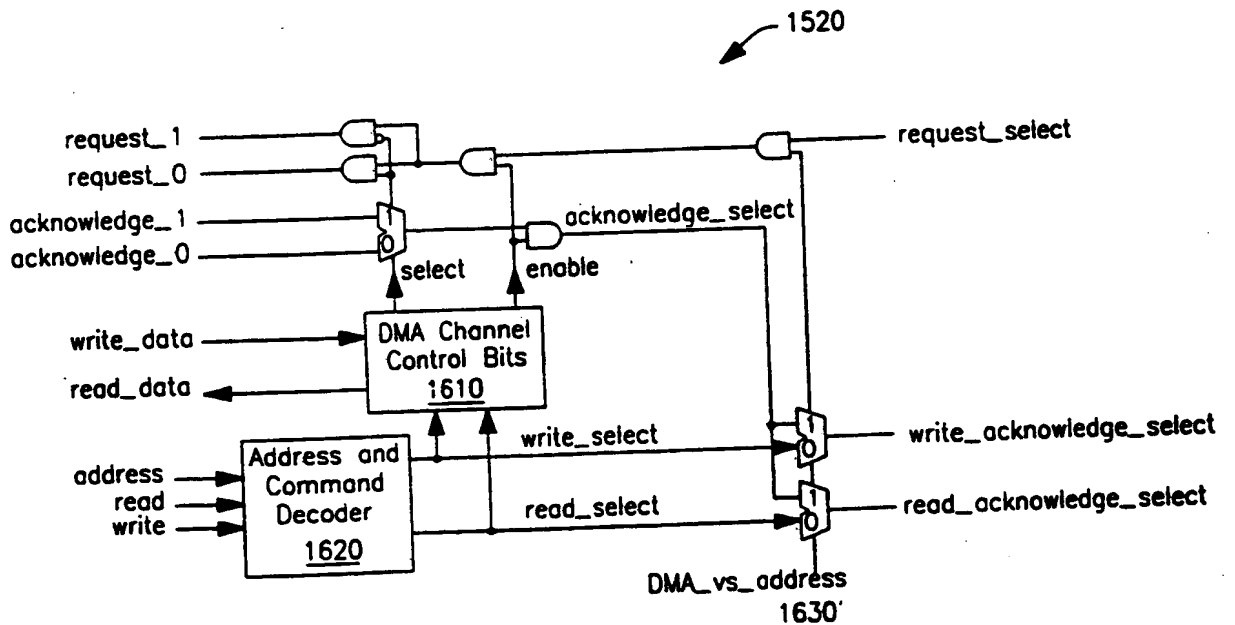 1520
request_1
request_select
request_0
acknowledge_1
acknowledge_select
acknowledge_0
1
0
select
enable
write_data
DMA Channel
Control Bits
1610
read_data
write_select
1
0
write_acknowledge_select
address
read
write
Address and
Command
Decoder
1620
read_select
1
0
read_acknowledge_select
DMA_vs_address
1630'